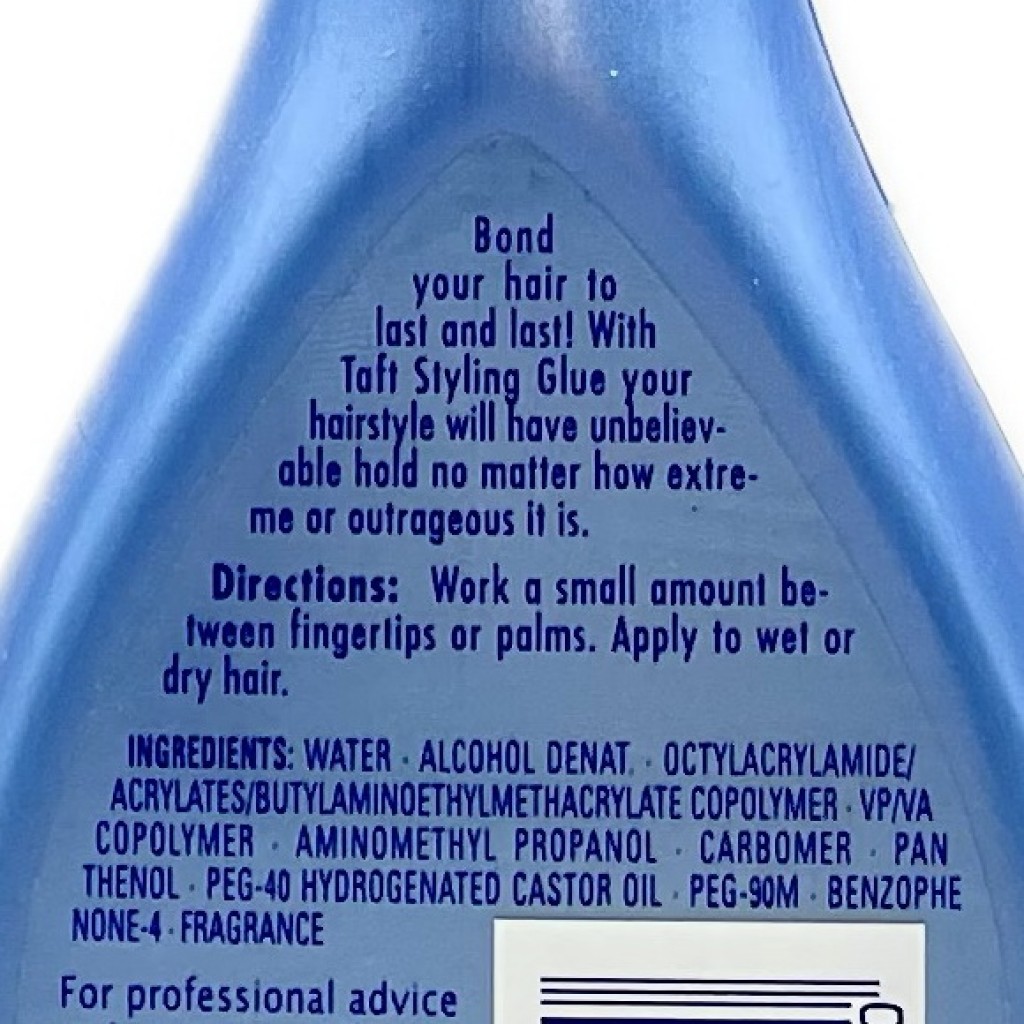 Bond
your hair to
last and last! With
Taft Styling Glue your
hairstyle will have unbeliev-
able hold no matter how extre-
me or outrageous it is.
Directions: Work a small amount be-
tween fingertips or palms. Apply to wet or
dry hair.
INGREDIENTS: WATER · ALCOHOL DENAT. · OCTYLACRYLAMIDE/
ACRYLATES/BUTYLAMINOETHYLMETHACRYLATE COPOLYMER · VP/VA
COPOLYMER · AMINOMETHYL PROPANOL · CARBOMER · PAN
THENOL · PEG-40 HYDROGENATED CASTOR OIL · PEG-90M · BENZOPHE
NONE-4 · FRAGRANCE
For professional advice